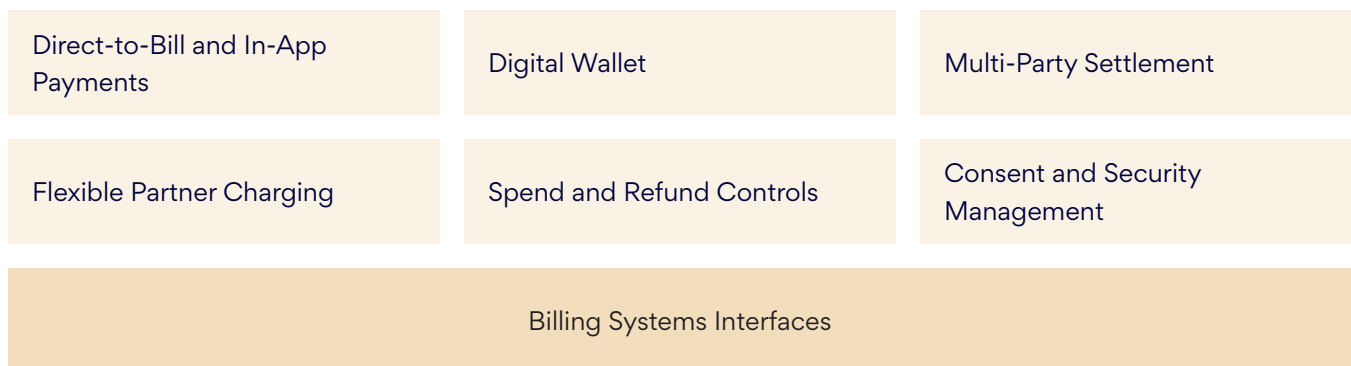 Direct-to-Bill and In-App
Payments
Digital Wallet
Multi-Party Settlement
Flexible Partner Charging
Spend and Refund Controls
Consent and Security
Management
Billing Systems Interfaces